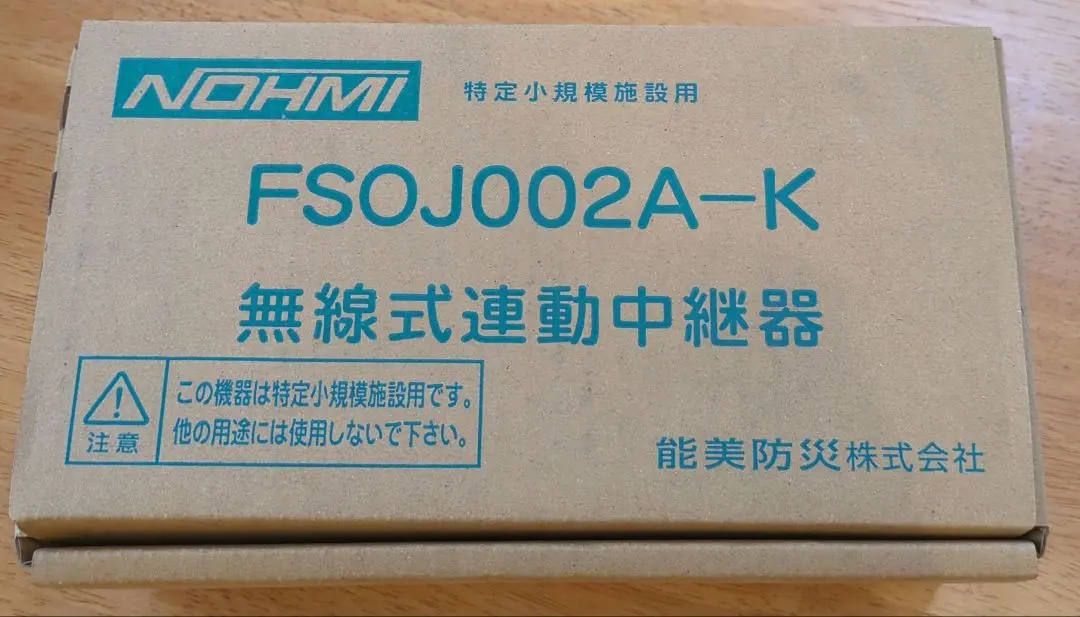 NOHMI
特定小規模施設用
FSOJ002A-K
無線式連動中継器
注意
この機器は特定小規模施設用です。
他の用途には使用しないで下さい。
能美防災株式会社